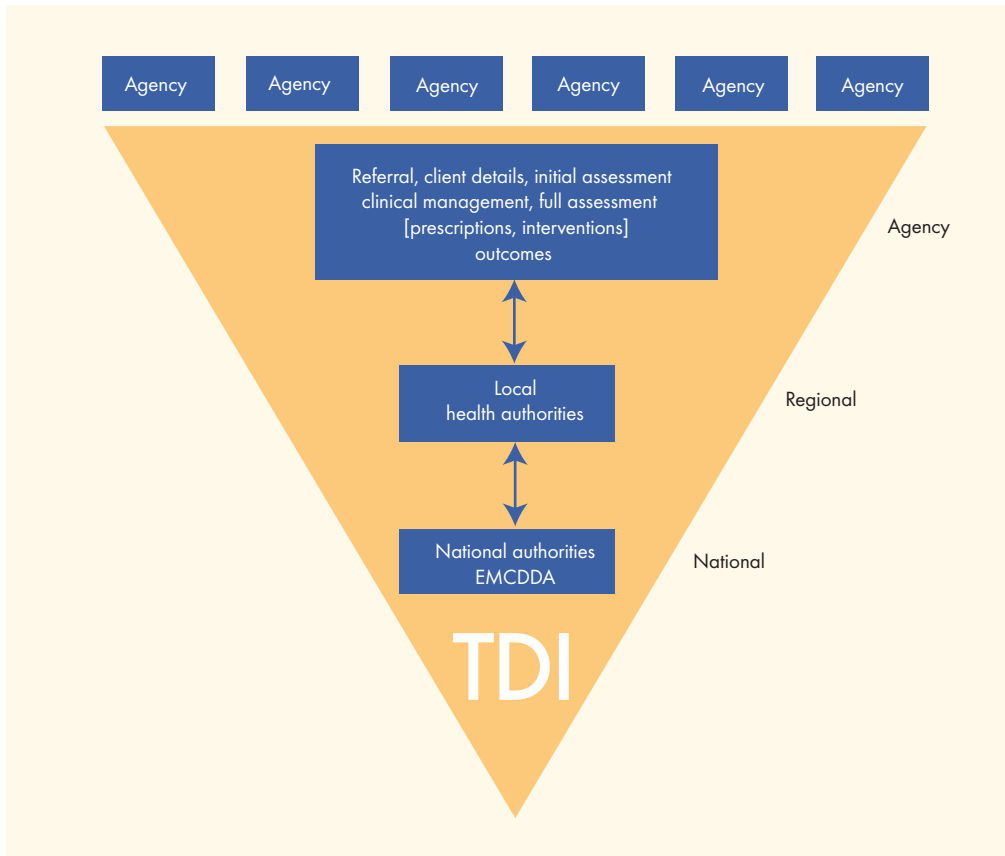 Agency Agency Agency Agency Agency Agency
Referral, client details, initial assessment
clinical management, full assessment
[prescriptions, interventions]
outcomes
Agency
Local
health authorities
Regional
National authorities
EMCDDA
National
TDI